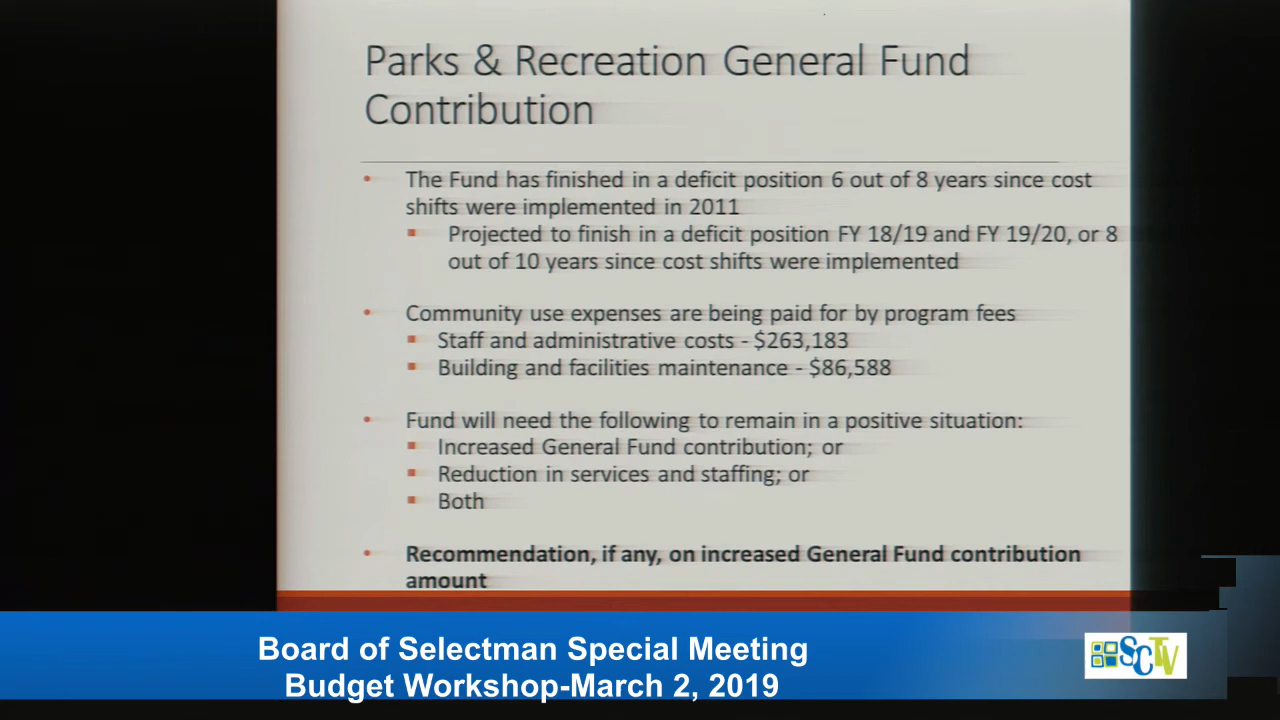 Parks & Recreation General Fund
Contribution
• The Fund has finished in a deficit position 6 out of 8 years since cost
shifts were implemented in 2011
▪ Projected to finish in a deficit position FY 18/19 and FY 19/20, or 8
out of 10 years since cost shifts were implemented
• Community use expenses are being paid for by program fees
▪ Staff and administrative costs - $263,183
▪ Building and facilities maintenance - $86,588
• Fund will need the following to remain in a positive situation:
▪ Increased General Fund contribution; or
▪ Reduction in services and staffing; or
▪ Both
• Recommendation, if any, on increased General Fund contribution
amount
Board of Selectman Special Meeting
Budget Workshop-March 2, 2019
SCTV